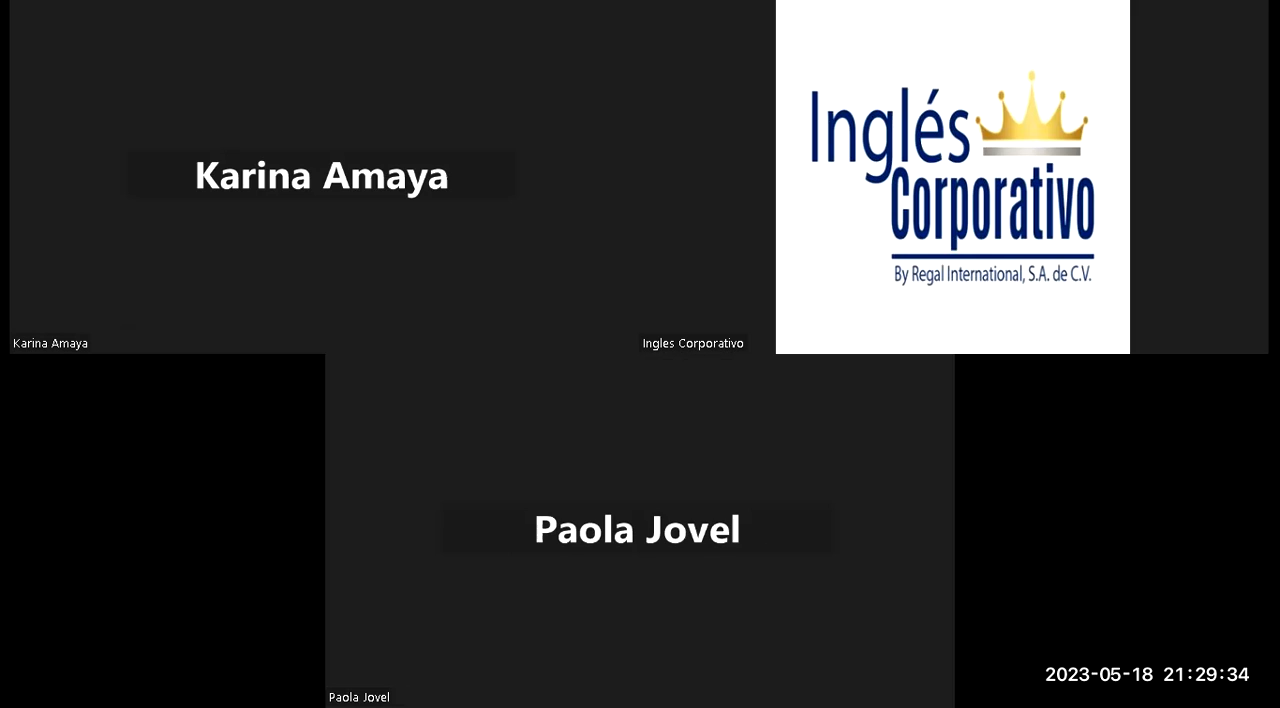 Karina Amaya
Inglés
Corporativo
By Regal International, S.A. de C.V.
Karina Amaya
Ingles Corporativo
Paola Jovel
Paola Jovel
2023-05-18 21:29:34